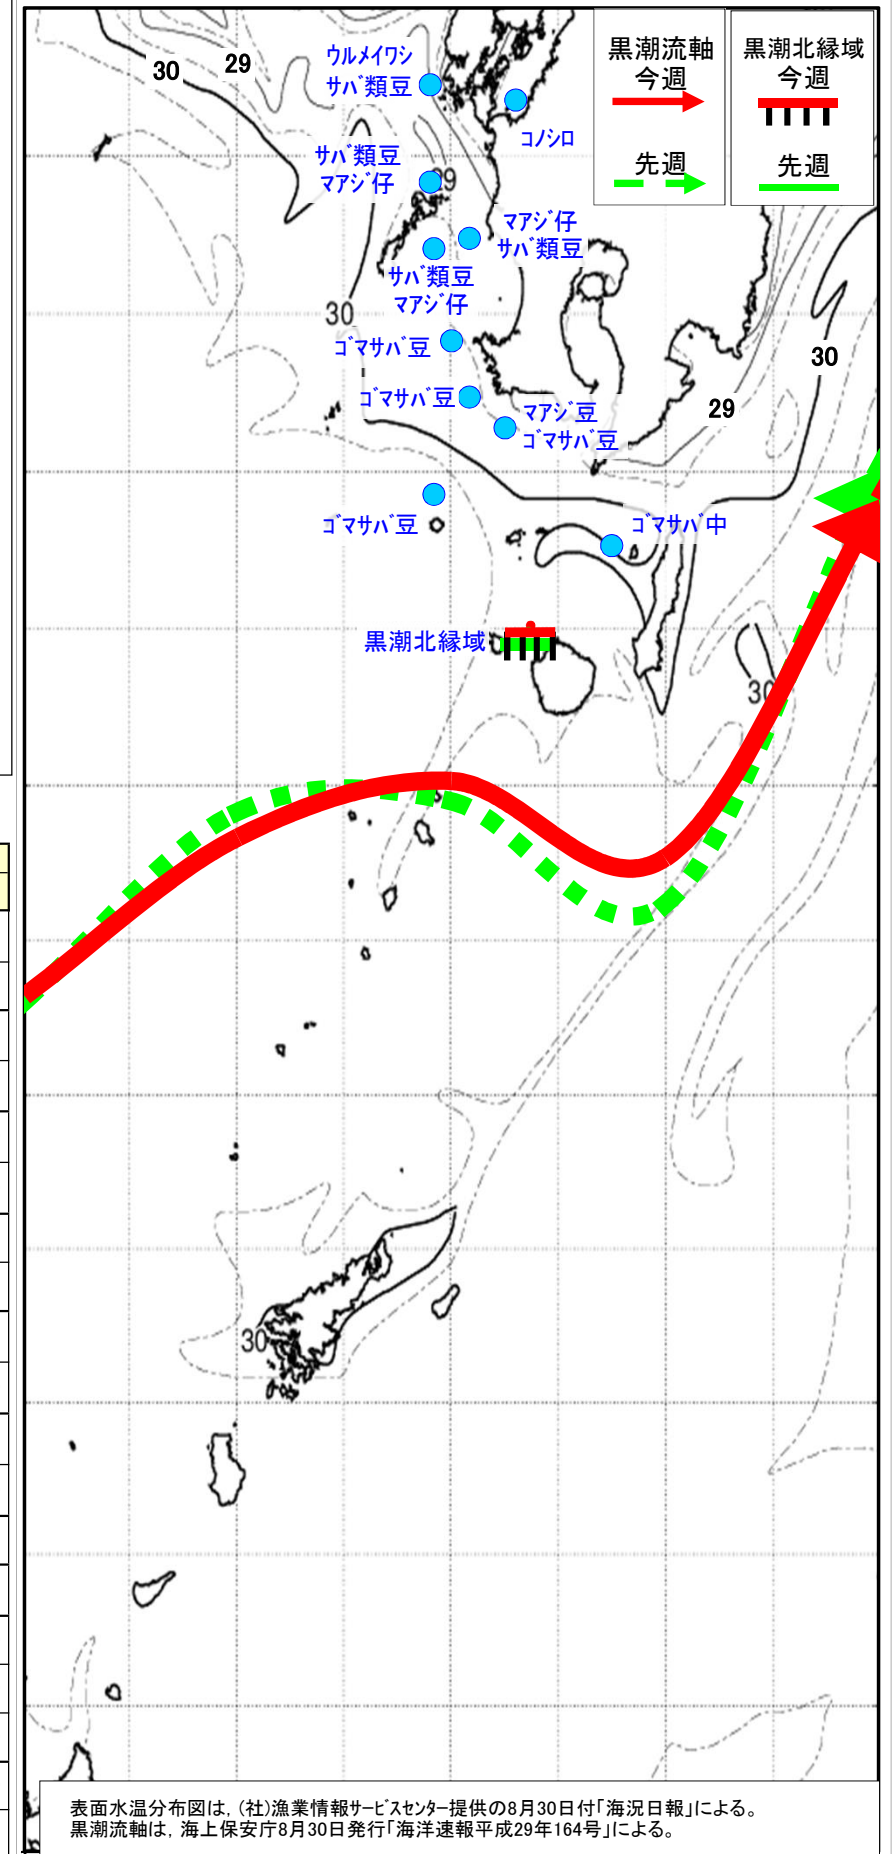 黒潮流軸
今週
先週
黒潮北縁域
今週
先週
30
29
ウルメイワシ
サバ類豆
コノシロ
サバ類豆
マアジ仔
29
マアジ仔
サバ類豆
サバ類豆
マアジ仔
30
ゴマサバ豆
30
ゴマサバ豆
29
マアジ豆
ゴマサバ豆
ゴマサバ豆
ゴマサバ中
黒潮北縁域
30
30
表面水温分布図は，(社)漁業情報サービスセンター提供の8月30日付「海況日報」による。
黒潮流軸は，海上保安庁8月30日発行「海洋速報平成29年164号」による。